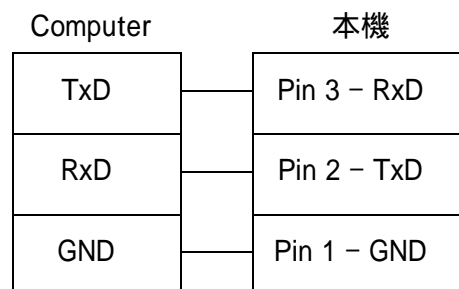 Computer 本機
TxD Pin 3 − RxD
RxD Pin 2 − TxD
GND Pin 1 − GND